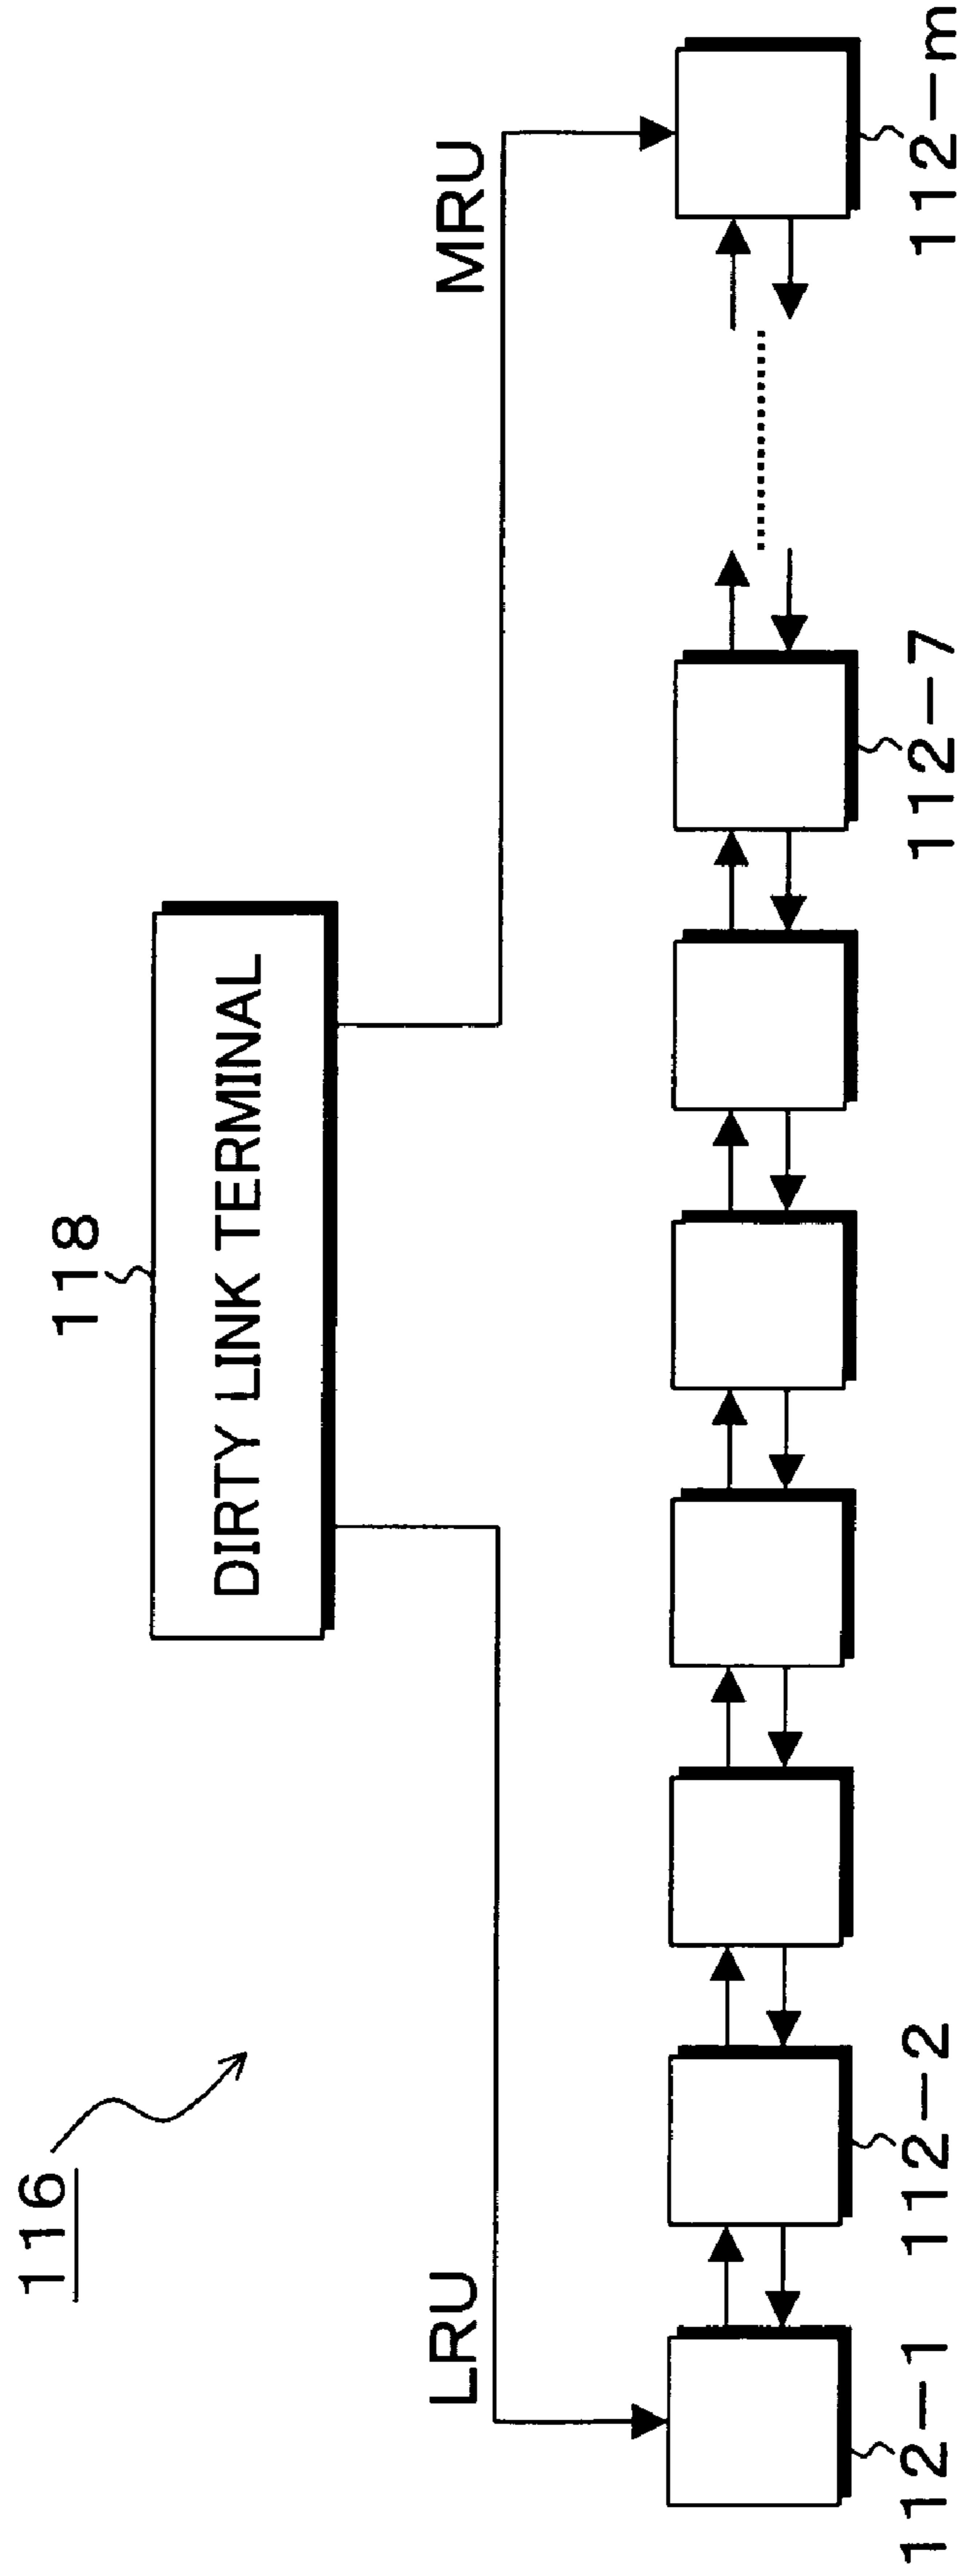 116
118
DIRTY LINK TERMINAL
LRU
MRU
112-1
112-2
112-7
112-m